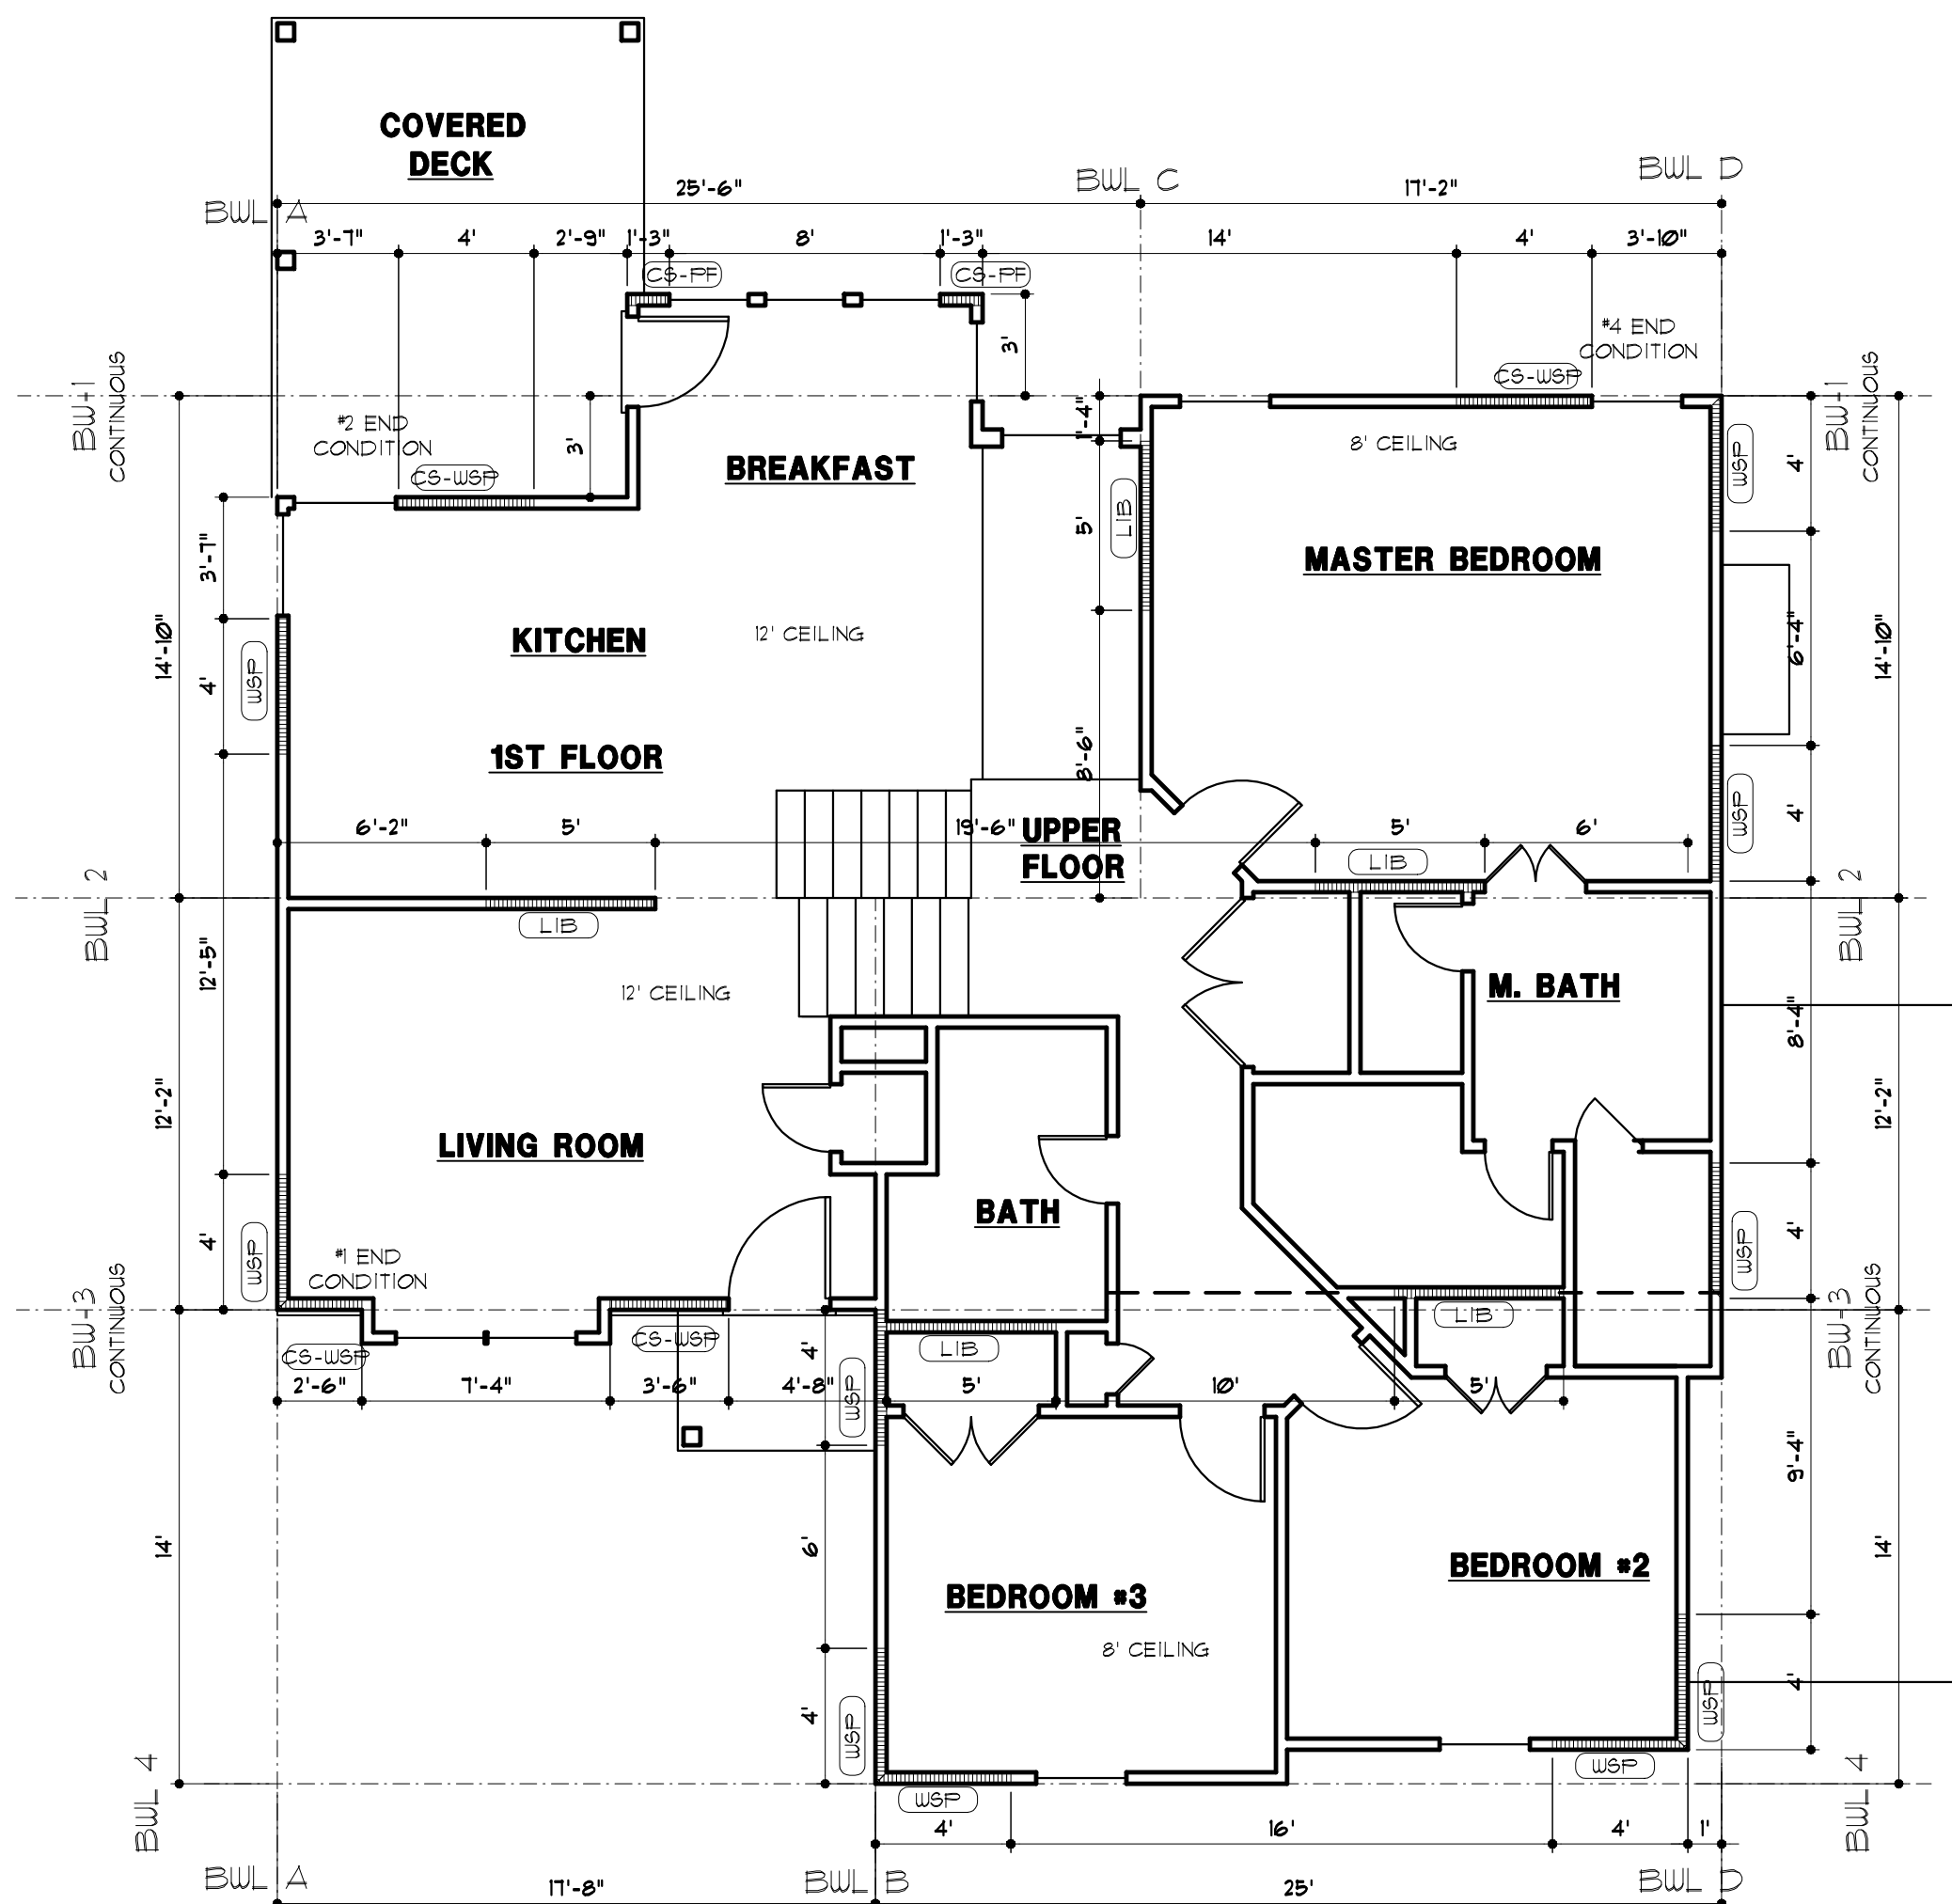 COVERED
DECK
25'-6"
BWL C
17'-2"
BWL D
BWL A
3'-7"
4'
2'-9"
1'-3"
8'
1'-3"
14'
4'
3'-10"
CS-PF
CS-PF
3'
#4 END
CONDITION
CS-WSP
BW-1
CONTINUOUS
#2 END
CONDITION
3'
CS-WSP
BREAKFAST
1'-4"
8' CEILING
WSP
4'
BW-1
CONTINUOUS
5'
LIB
MASTER BEDROOM
3'-7"
14'-10"
KITCHEN
12' CEILING
6'-4"
14'-10"
4'
WSP
1ST FLOOR
8'-6"
WSP
4'
6'-2"
5'
19'-6"
UPPER
FLOOR
5'
LIB
6'
BWL 2
LIB
BWL 2
12'-5"
12' CEILING
M. BATH
8'-4"
12'-2"
12'-2"
LIVING ROOM
BATH
4'
WSP
#1 END
CONDITION
WSP
4'
BW-3
CONTINUOUS
CS-WSP
CS-WSP
4'
LIB
LIB
BW-3
CONTINUOUS
2'-6"
7'-4"
3'-6"
4'-8"
WSP
5'
10'
5'
9'-4"
14'
6'
14'
BEDROOM #2
BEDROOM #3
8' CEILING
4'
WSP
WSP
4'
WSP
WSP
BWL 4
BWL 4
4'
16'
4'
1'
BWL A
17'-8"
BWL B
25'
BWL D